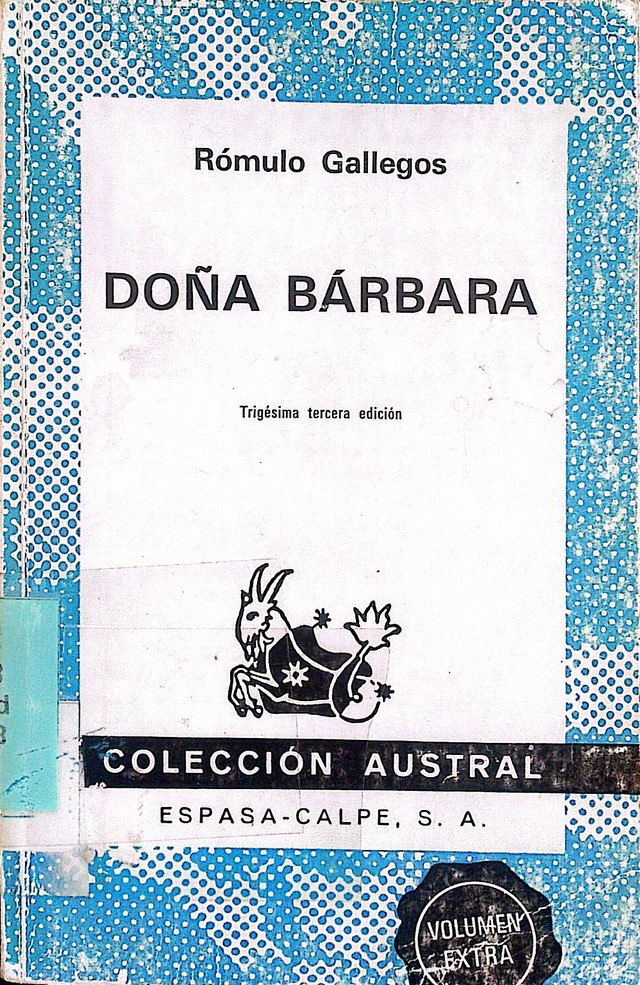 Rómulo Gallegos
DOÑA BÁRBARA
Trigésima tercera edición
COLECCIÓN AUSTRAL
ESPASA-CALPE, S. A.
VOLUMEN
EXTRA